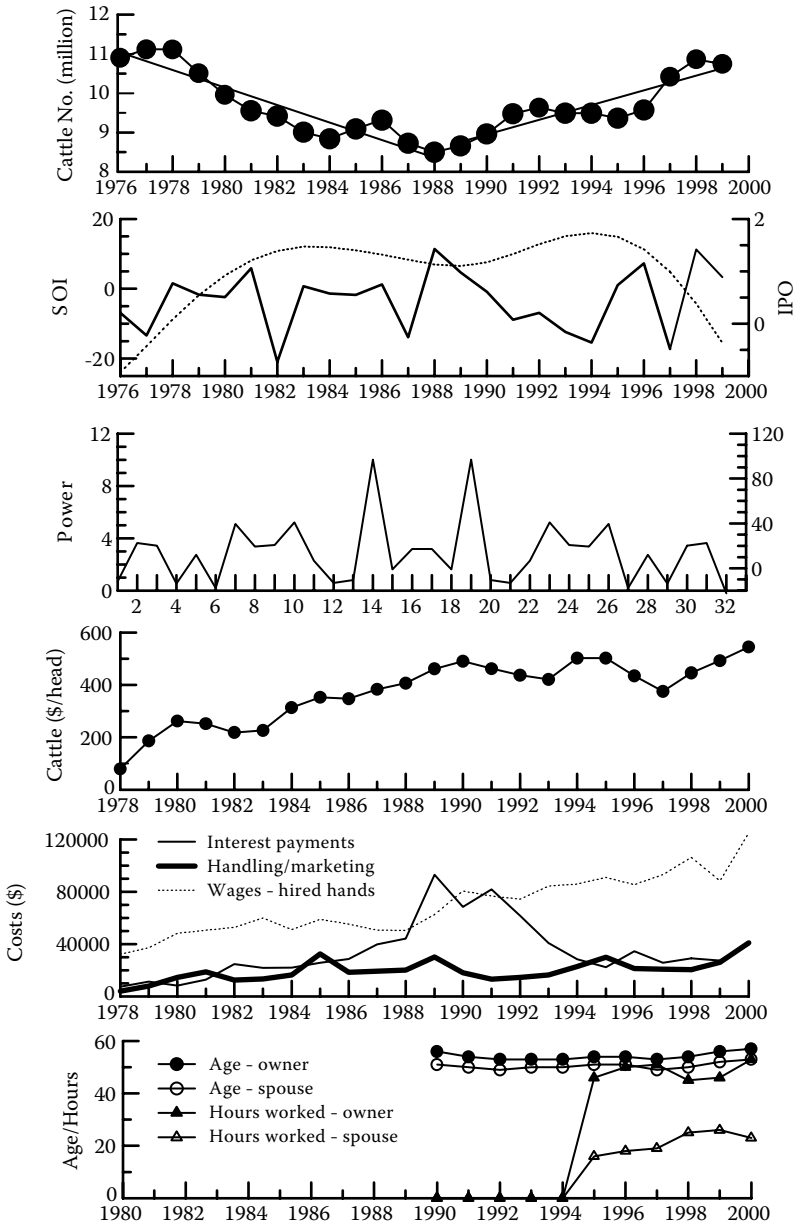 12
11
10
9
8
Cattle No. (million)
1976 1978 1980 1982 1984 1986 1988 1990 1992 1994 1996 1998 2000
20
0
-20
SOI
2
0
IPO
1976 1978 1980 1982 1984 1986 1988 1990 1992 1994 1996 1998 2000
12
8
4
0
Power
120
80
40
0
2 4 6 8 10 12 14 16 18 20 22 24 26 28 30 32
600
400
200
0
Cattle ($/head)
1978 1980 1982 1984 1986 1988 1990 1992 1994 1996 1998 2000
120000
80000
40000
0
Costs ($)
Interest payments
Handling/marketing
Wages - hired hands
1978 1980 1982 1984 1986 1988 1990 1992 1994 1996 1998 2000
60
40
20
0
Age/Hours
Age - owner
Age - spouse
Hours worked - owner
Hours worked - spouse
1980 1982 1984 1986 1988 1990 1992 1994 1996 1998 2000